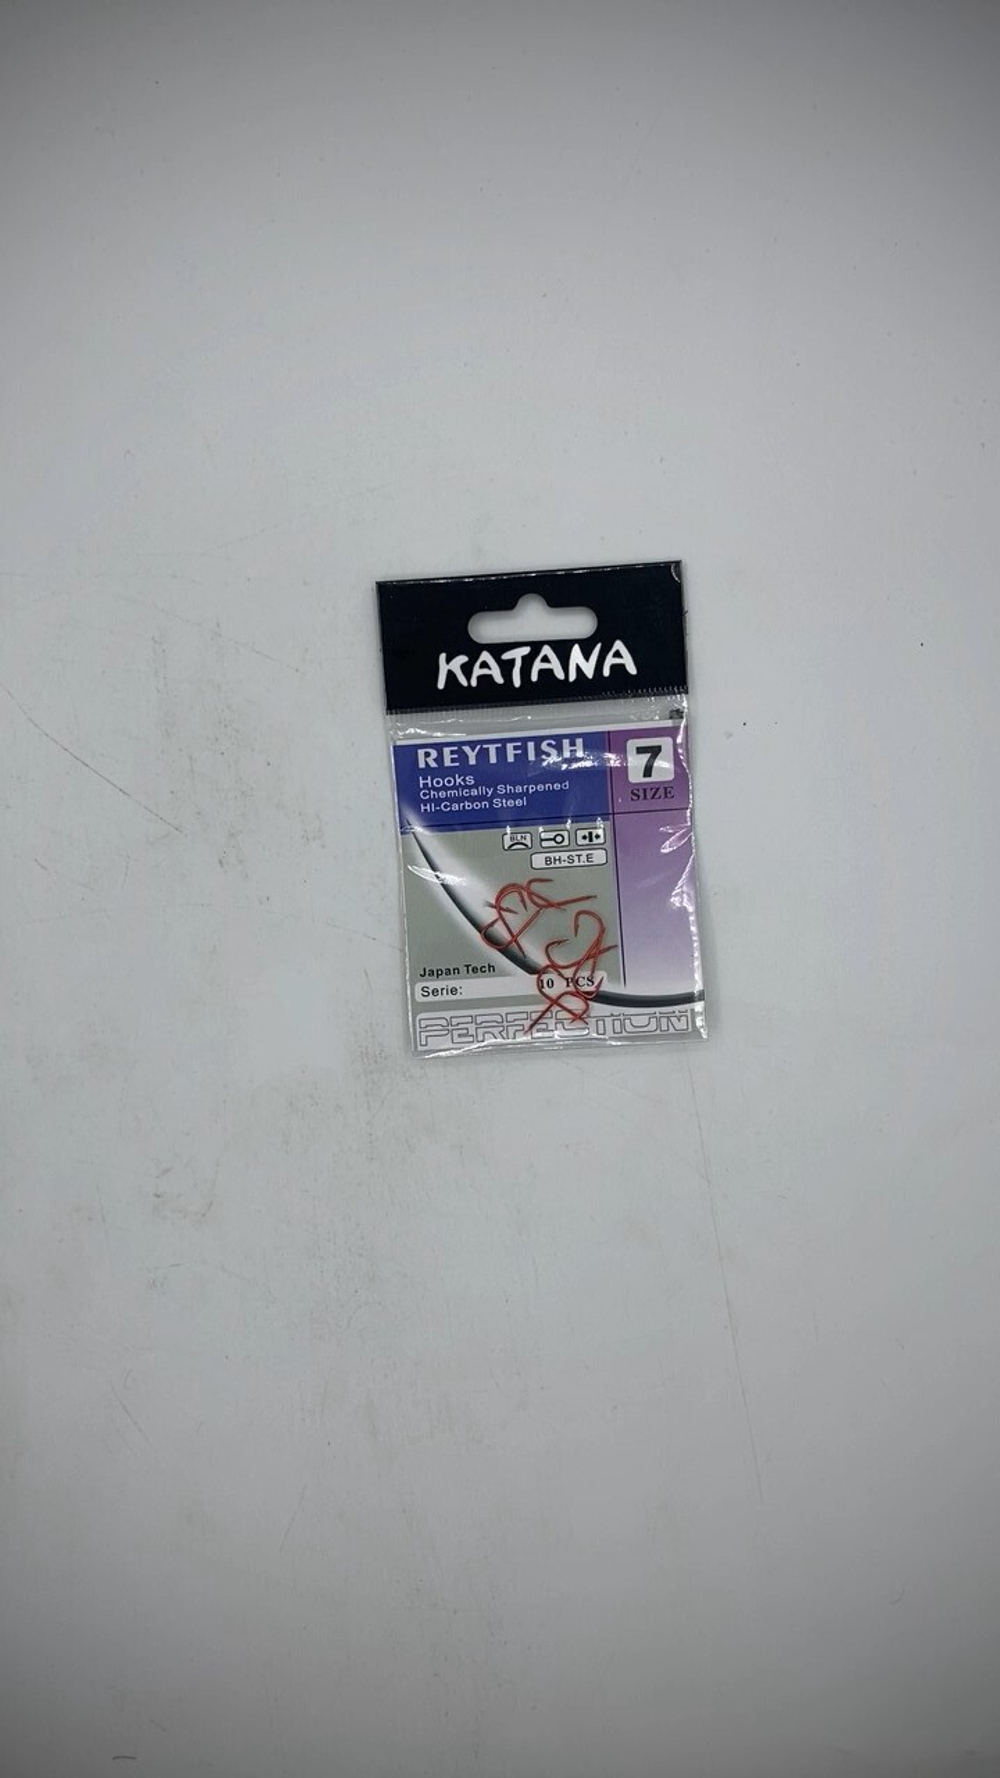 KATANA
REYTFISH
7
SIZE
Hooks
Chemically Sharpened
HI-Carbon Steel
BLN
BH-ST.E
Japan Tech
Serie:
10 PCS
PERFECTION